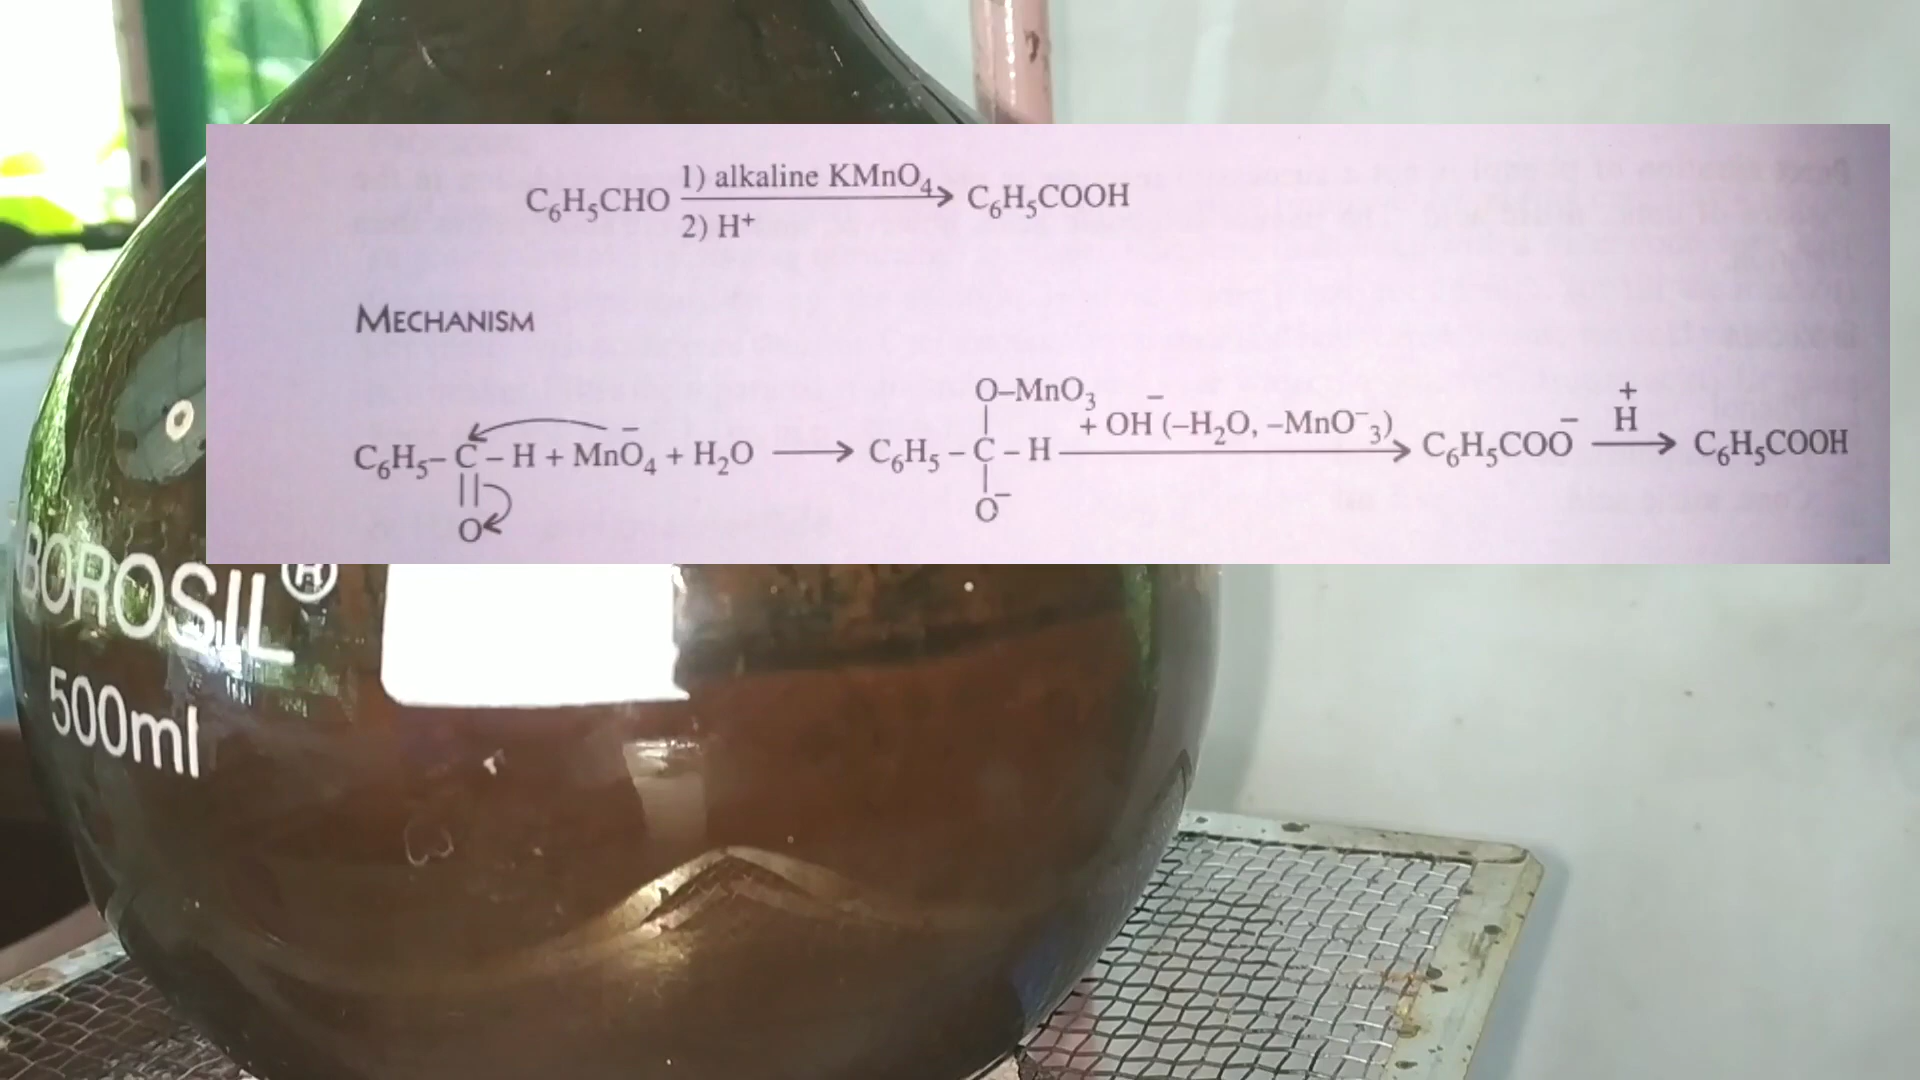 1) alkaline KMnO₄
C₆H₅CHO → C₆H₅COOH
2) H⁺
MECHANISM
O–MnO₃
C₆H₅–C–H + MnŌ₄ + H₂O → C₆H₅–C–H + OH⁻ (–H₂O, –MnO⁻₃) → C₆H₅COO⁻ H⁺ → C₆H₅COOH
O O⁻
BOROSIL®
500ml